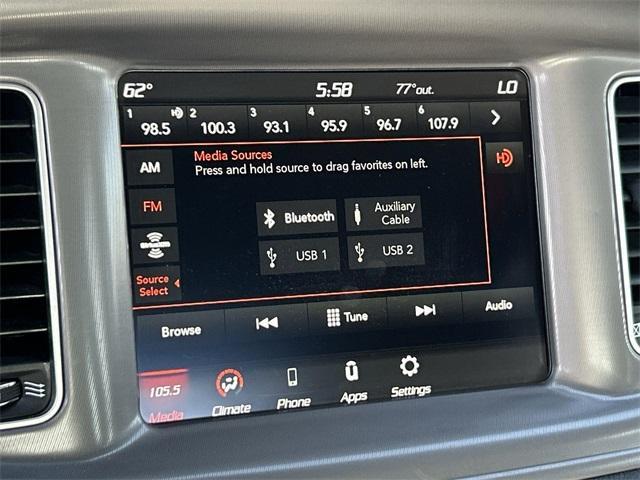 62° 5:58 77°out. LO
1 98.5 2 100.3 3 93.1 4 95.9 5 96.7 6 107.9
Media Sources
Press and hold source to drag favorites on left.
AM
FM
HD
Bluetooth
Auxiliary
Cable
SiriusXM
USB 1
USB 2
Source
Select
Browse
Tune
Audio
105.5
Media
Climate
Phone
Apps
Settings